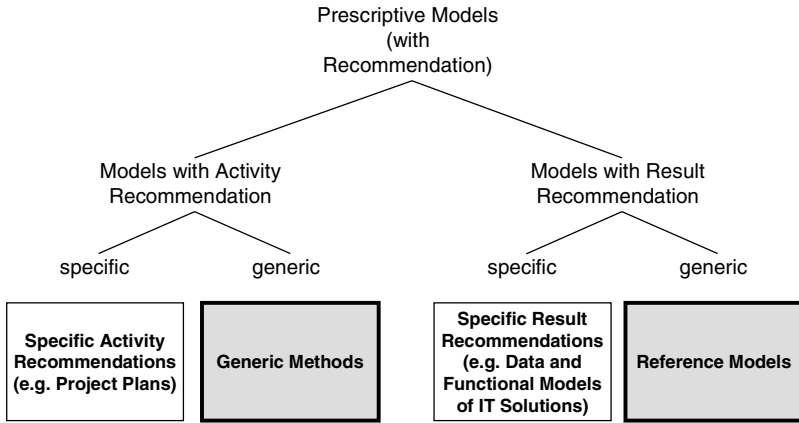 Prescriptive Models
(with
Recommendation)
Models with Activity
Recommendation
Models with Result
Recommendation
specific
generic
specific
generic
Specific Activity
Recommendations
(e.g. Project Plans)
Generic Methods
Specific Result
Recommendations
(e.g. Data and
Functional Models
of IT Solutions)
Reference Models